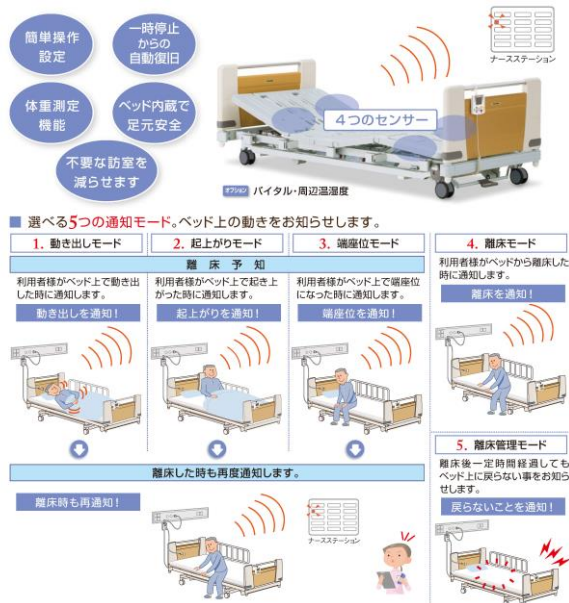 簡単操作
設定
一時停止
からの
自動復旧
ナースステーション
体重測定
機能
ベッド内蔵で
足元安全
4つのセンサー
不要な訪室を
減らせます
オプション バイタル・周辺温湿度
■ 選べる5つの通知モード。ベッド上の動きをお知らせします。
1. 動き出しモード
2. 起上がりモード
3. 端座位モード
離床予知
利用者様がベッド上で動き出
した時に通知します。
動き出しを通知！
利用者様がベッド上で起き上
がった時に通知します。
起上がりを通知！
利用者様がベッド上で端座位
になった時に通知します。
端座位を通知！
4. 離床モード
利用者様がベッドから離床した
時に通知します。
離床を通知！
離床した時も再度通知します。
離床時も再通知！
ナースステーション
5. 離床管理モード
離床後一定時間経過しても
ベッド上に戻らない事をお知ら
せします。
戻らないことを通知！